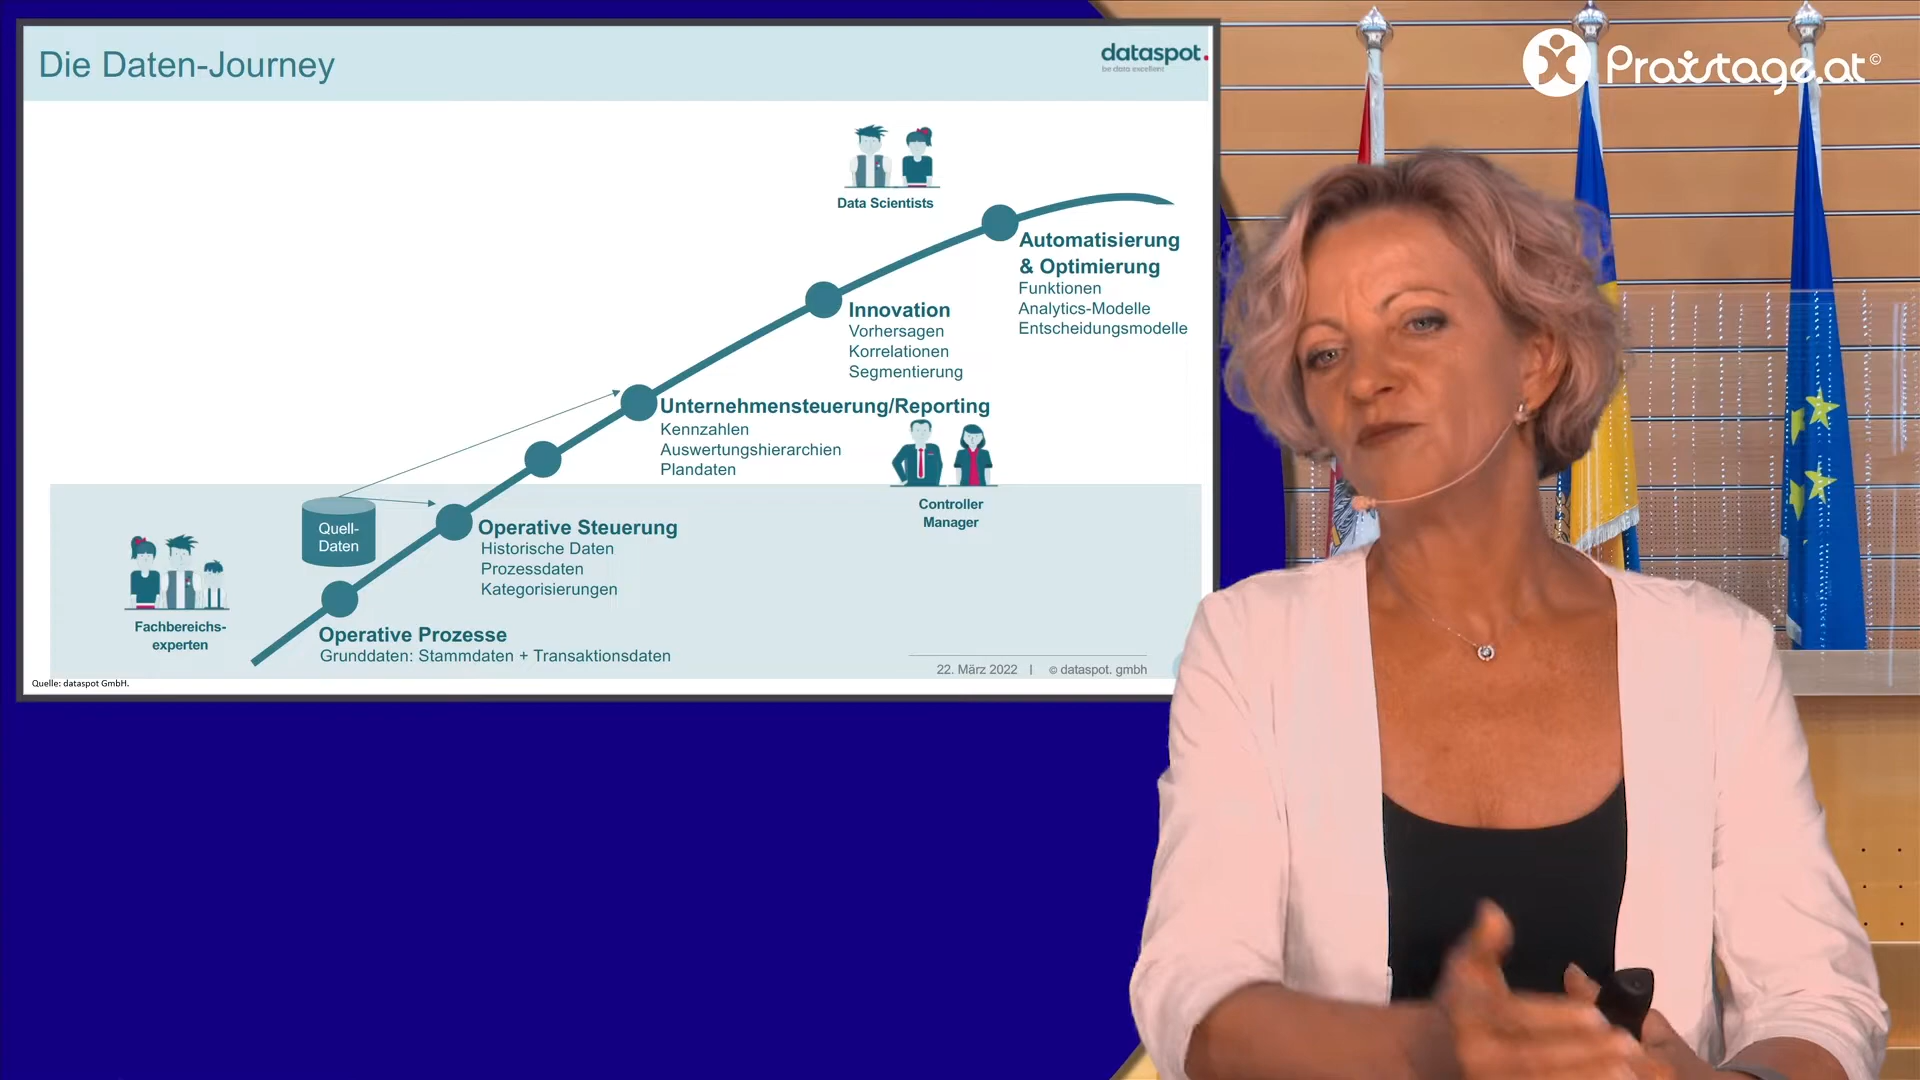 Die Daten-Journey
dataspot.
be data excellent
Praxistage.at©
Data Scientists
Automatisierung
& Optimierung
Funktionen
Analytics-Modelle
Entscheidungsmodelle
Innovation
Vorhersagen
Korrelationen
Segmentierung
Unternehmensteuerung/Reporting
Kennzahlen
Auswertungshierarchien
Plandaten
Controller
Manager
Quell-
Daten
Operative Steuerung
Historische Daten
Prozessdaten
Kategorisierungen
Fachbereichs-
experten
Operative Prozesse
Grunddaten: Stammdaten + Transaktionsdaten
22. März 2022 | © dataspot. gmbh
Quelle: dataspot GmbH.